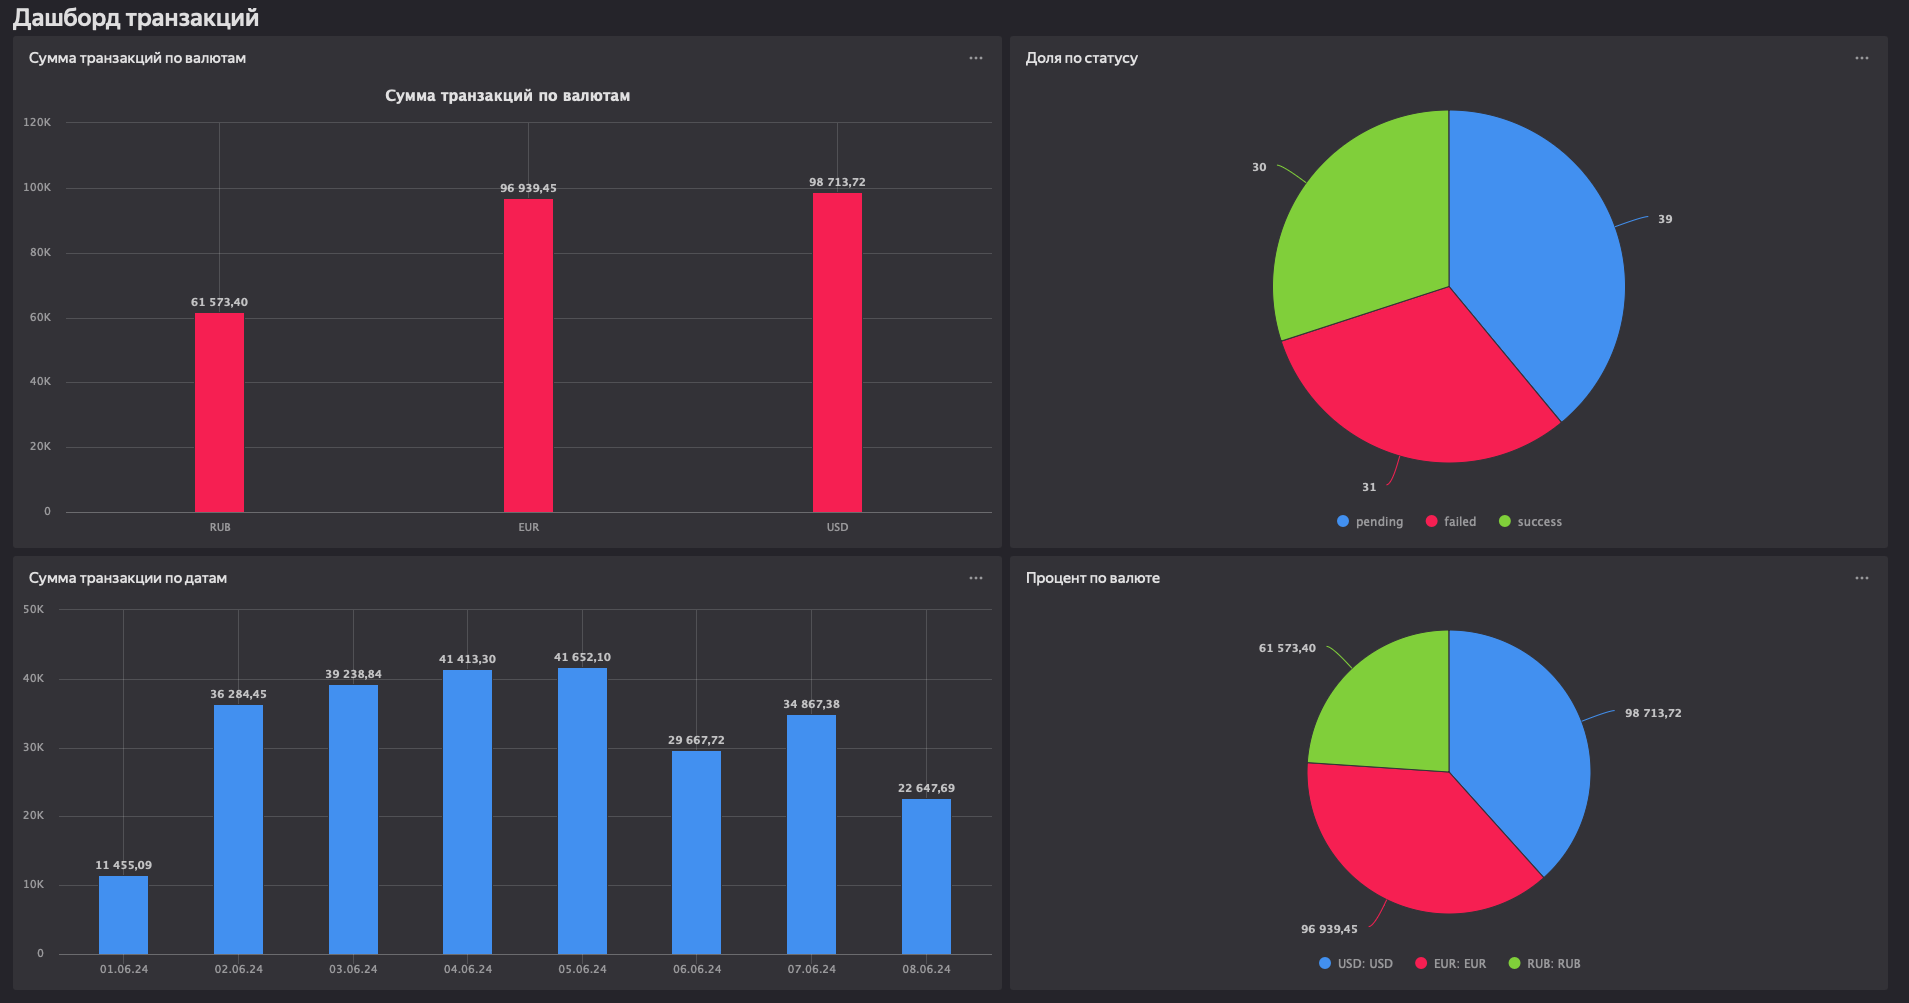 Дашборд транзакций
Сумма транзакций по валютам
Сумма транзакций по валютам
120K
100K
80K
60K
40K
20K
0
61 573,40
96 939,45
98 713,72
RUB
EUR
USD
Доля по статусу
30
39
31
pending
failed
success
Сумма транзакции по датам
50K
40K
30K
20K
10K
0
11 455,09
36 284,45
39 238,84
41 413,30
41 652,10
29 667,72
34 867,38
22 647,69
01.06.24
02.06.24
03.06.24
04.06.24
05.06.24
06.06.24
07.06.24
08.06.24
Процент по валюте
61 573,40
98 713,72
96 939,45
USD: USD
EUR: EUR
RUB: RUB